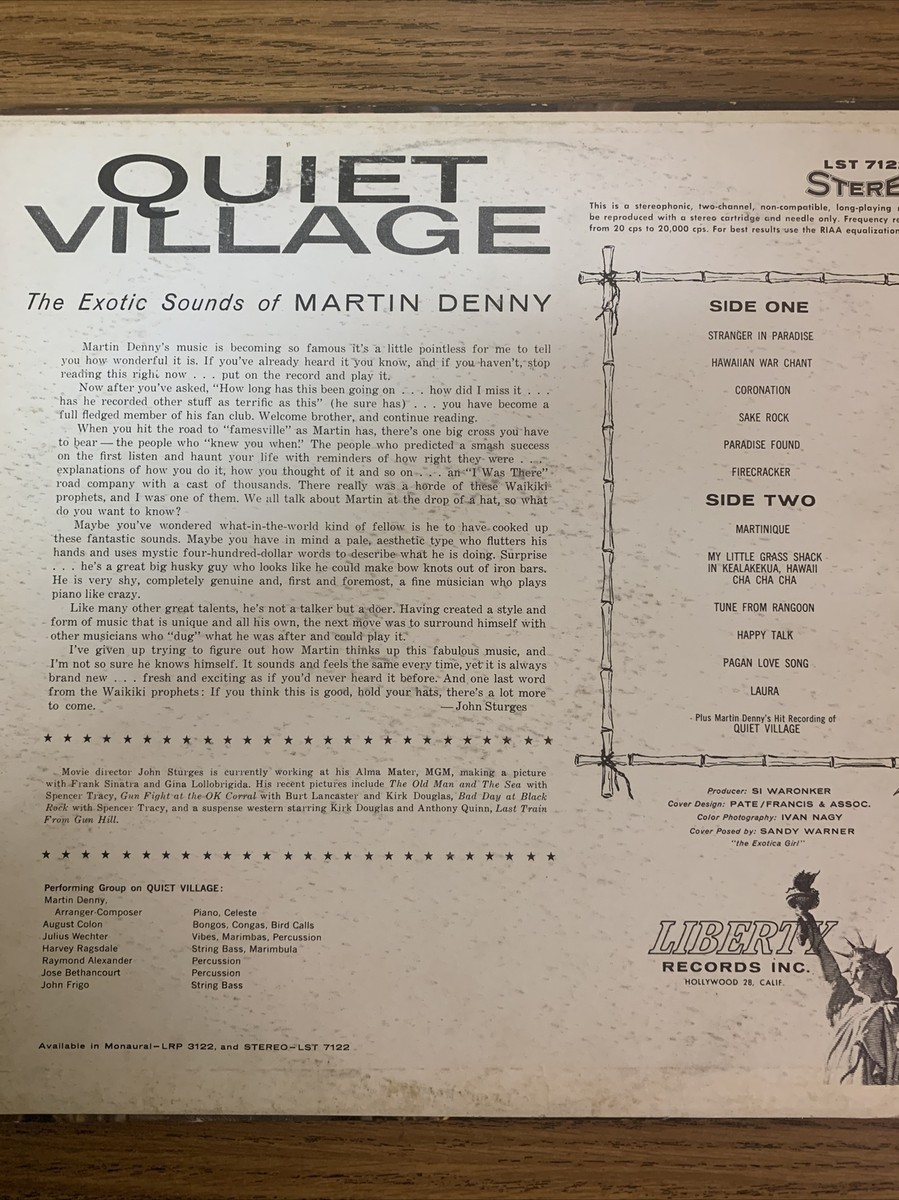 QUIET
VILLAGE
The Exotic Sounds of MARTIN DENNY
Martin Denny's music is becoming so famous it's a little pointless for me to tell
you how wonderful it is. If you've already heard it you know, and if you haven't, stop
reading this right now . . . put on the record and play it.
Now after you've asked, "How long has this been going on . . . how did I miss it . . .
has he recorded other stuff as terrific as this" (he sure has) . . . you have become a
full fledged member of his fan club. Welcome brother, and continue reading.
When you hit the road to "famesville" as Martin has, there's one big cross you have
to bear — the people who "knew you when." The people who predicted a smash success
on the first listen and haunt your life with reminders of how right they were . . .
explanations of how you do it, how you thought of it and so on . . . an "I Was There"
road company with a cast of thousands. There really was a horde of these Waikiki
prophets, and I was one of them. We all talk about Martin at the drop of a hat, so what
do you want to know?
Maybe you've wondered what-in-the-world kind of fellow is he to have cooked up
these fantastic sounds. Maybe you have in mind a pale, aesthetic type who flutters his
hands and uses mystic four-hundred-dollar words to describe what he is doing. Surprise
. . . he's a great big husky guy who looks like he could make bow knots out of iron bars.
He is very shy, completely genuine and, first and foremost, a fine musician who plays
piano like crazy.
Like many other great talents, he's not a talker but a doer. Having created a style and
form of music that is unique and all his own, the next move was to surround himself with
other musicians who "dug" what he was after and could play it.
I've given up trying to figure out how Martin thinks up this fabulous music, and
I'm not so sure he knows himself. It sounds and feels the same every time, yet it is always
brand new . . . fresh and exciting as if you'd never heard it before. And one last word
from the Waikiki prophets: If you think this is good, hold your hats, there's a lot more
to come. — John Sturges
★ ★ ★ ★ ★ ★ ★ ★ ★ ★ ★ ★ ★ ★ ★ ★ ★ ★ ★ ★ ★
Movie director John Sturges is currently working at his Alma Mater, MGM, making a picture
with Frank Sinatra and Gina Lollobrigida. His recent pictures include The Old Man and The Sea with
Spencer Tracy, Gun Fight at the OK Corral with Burt Lancaster and Kirk Douglas, Bad Day at Black
Rock with Spencer Tracy, and a suspense western starring Kirk Douglas and Anthony Quinn, Last Train
From Gun Hill.
★ ★ ★ ★ ★ ★ ★ ★ ★ ★ ★ ★ ★ ★ ★ ★ ★ ★ ★ ★ ★
Performing Group on QUIET VILLAGE:
Martin Denny,
Arranger-Composer Piano, Celeste
August Colon Bongos, Congas, Bird Calls
Julius Wechter Vibes, Marimbas, Percussion
Harvey Ragsdale String Bass, Marimbula
Raymond Alexander Percussion
Jose Bethancourt Percussion
John Frigo String Bass
Available in Monaural—LRP 3122, and STEREO—LST 7122
LST 712
STERE
This is a stereophonic, two-channel, non-compatible, long-playing
be reproduced with a stereo cartridge and needle only. Frequency
from 20 cps to 20,000 cps. For best results use the RIAA equalization
SIDE ONE
STRANGER IN PARADISE
HAWAIIAN WAR CHANT
CORONATION
SAKE ROCK
PARADISE FOUND
FIRECRACKER
SIDE TWO
MARTINIQUE
MY LITTLE GRASS SHACK
IN KEALAKEKUA, HAWAII
CHA CHA CHA
TUNE FROM RANGOON
HAPPY TALK
PAGAN LOVE SONG
LAURA
Plus Martin Denny's Hit Recording of
QUIET VILLAGE
Producer: SI WARONKER
Cover Design: PATE/FRANCIS & ASSOC.
Color Photography: IVAN NAGY
Cover Posed by: SANDY WARNER
"the Exotica Girl"
LIBERTY
RECORDS INC.
HOLLYWOOD 28, CALIF.